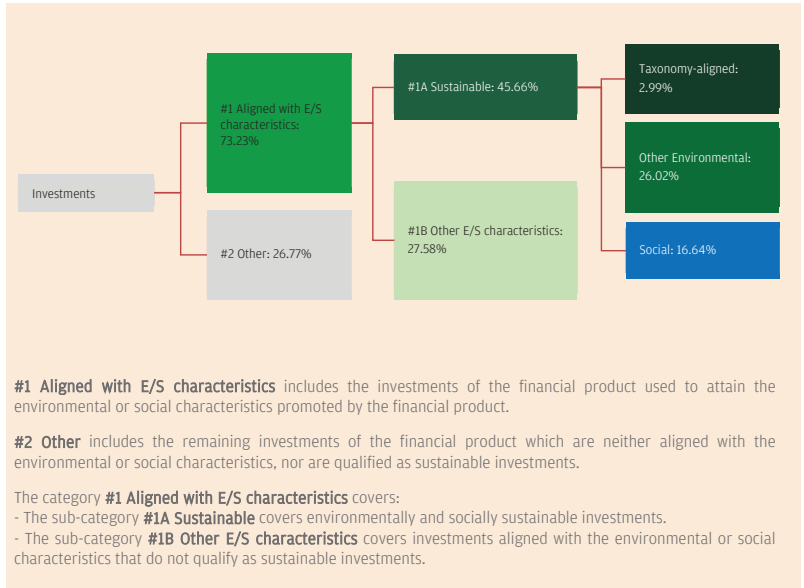 Investments
#1 Aligned with E/S
characteristics:
73.23%
#2 Other: 26.77%
#1A Sustainable: 45.66%
#1B Other E/S characteristics:
27.58%
Taxonomy-aligned:
2.99%
Other Environmental:
26.02%
Social: 16.64%
#1 Aligned with E/S characteristics includes the investments of the financial product used to attain the
environmental or social characteristics promoted by the financial product.
#2 Other includes the remaining investments of the financial product which are neither aligned with the
environmental or social characteristics, nor are qualified as sustainable investments.
The category #1 Aligned with E/S characteristics covers:
- The sub-category #1A Sustainable covers environmentally and socially sustainable investments.
- The sub-category #1B Other E/S characteristics covers investments aligned with the environmental or social
characteristics that do not qualify as sustainable investments.